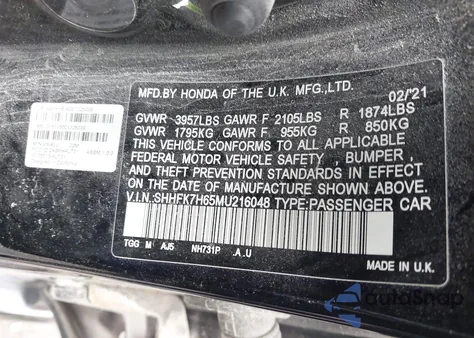 MFD.BY HONDA OF THE U.K. MFG.,LTD.
02/'21
GVWR 3957LBS GAWR F 2105LBS R 1874LBS
GVWR 1795KG GAWR F 955KG R 850KG
THIS VEHICLE CONFORMS TO ALL APPLICABLE
FEDERAL MOTOR VEHICLE SAFETY , BUMPER ,
& THEFT PREVENTION STANDARDS IN EFFECT ON THE
DATE OF MANUFACTURE SHOWN ABOVE.
V.I.N.:SHHFK7H65MU216048 TYPE:PASSENGER CAR
TGG M AJ5 NH731P .A.U
MADE IN U.K.
autoSnap